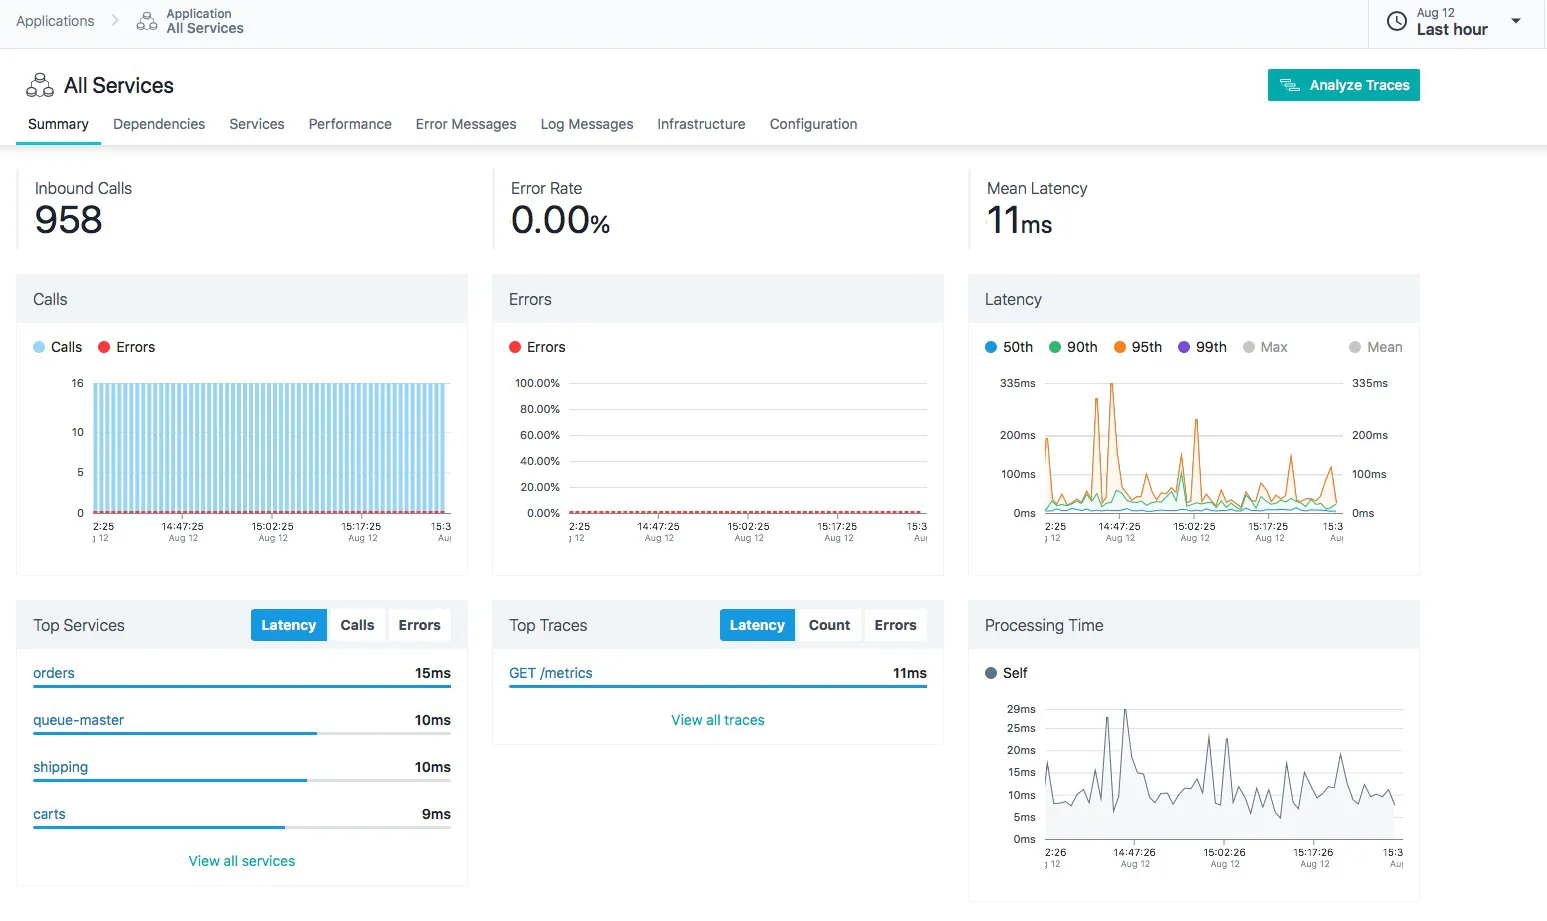 Applications
Application
All Services
Aug 12
Last hour
All Services
Analyze Traces
Summary Dependencies Services Performance Error Messages Log Messages Infrastructure Configuration
Inbound Calls
958
Error Rate
0.00%
Mean Latency
11ms
Calls
Calls Errors
16
10
5
0
2:25 14:47:25 15:02:25 15:17:25 15:3
12 Aug 12 Aug 12 Aug 12
Errors
Errors
100.00%
80.00%
60.00%
40.00%
20.00%
0.00%
2:25 14:47:25 15:02:25 15:17:25 15:3
12 Aug 12 Aug 12 Aug 12
Latency
50th 90th 95th 99th Max Mean
335ms 335ms
200ms 200ms
100ms 100ms
0ms 0ms
2:25 14:47:25 15:02:25 15:17:25 15:3
12 Aug 12 Aug 12 Aug 12
Top Services Latency Calls Errors
orders 15ms
queue-master 10ms
shipping 10ms
carts 9ms
View all services
Top Traces Latency Count Errors
GET /metrics 11ms
View all traces
Processing Time
Self
29ms
25ms
20ms
15ms
10ms
5ms
0ms
2:26 14:47:26 15:02:26 15:17:26 15:3
12 Aug 12 Aug 12 Aug 12